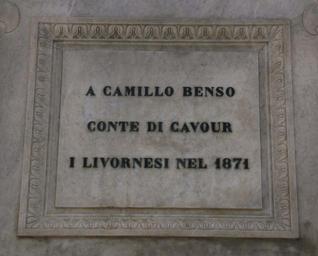 A CAMILLO BENSO
CONTE DI CAVOUR
I LIVORNESI NEL 1871